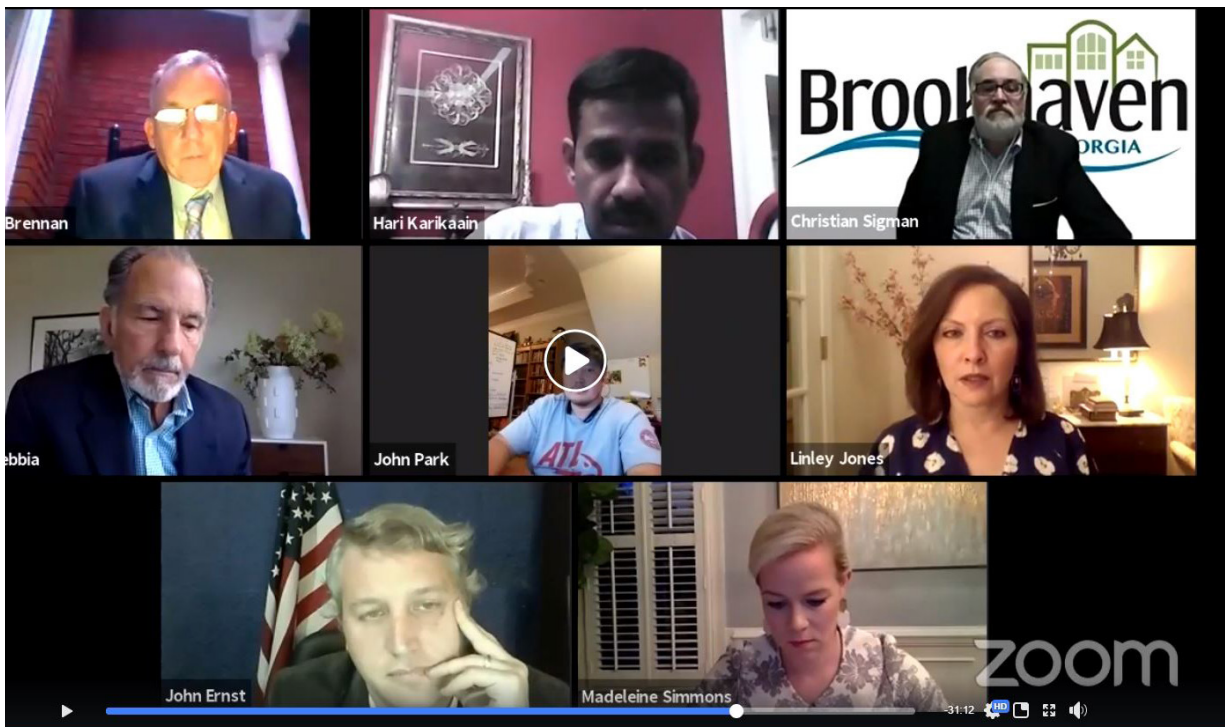 Brennan
Hari Karikaain
Brookhaven
GEORGIA
Christian Sigman
ebbia
John Park
ATL
Linley Jones
John Ernst
Madeleine Simmons
zoom
-31:12
HD